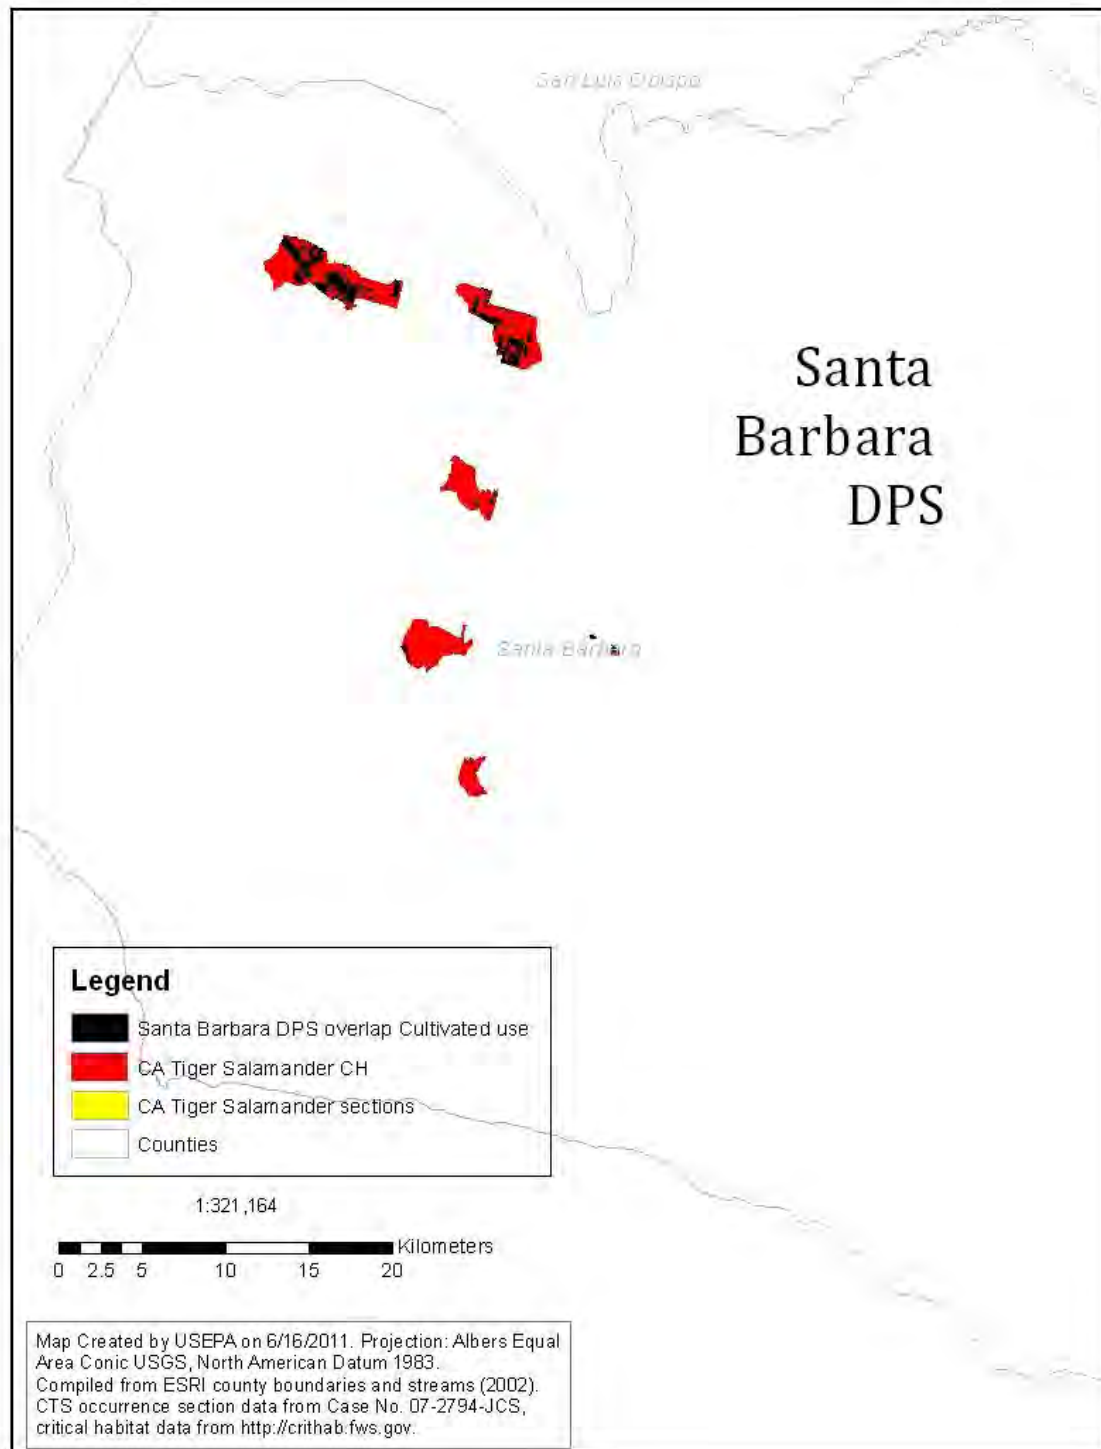 San Luis Obispo
Santa
Barbara
DPS
Santa Barbara
Legend
Santa Barbara DPS overlap Cultivated use
CA Tiger Salamander CH
CA Tiger Salamander sections
Counties
1:321,164
Kilometers
0 2.5 5 10 15 20
Map Created by USEPA on 6/16/2011. Projection: Albers Equal
Area Conic USGS, North American Datum 1983.
Compiled from ESRI county boundaries and streams (2002).
CTS occurrence section data from Case No. 07-2794-JCS,
critical habitat data from http://crithab.fws.gov.